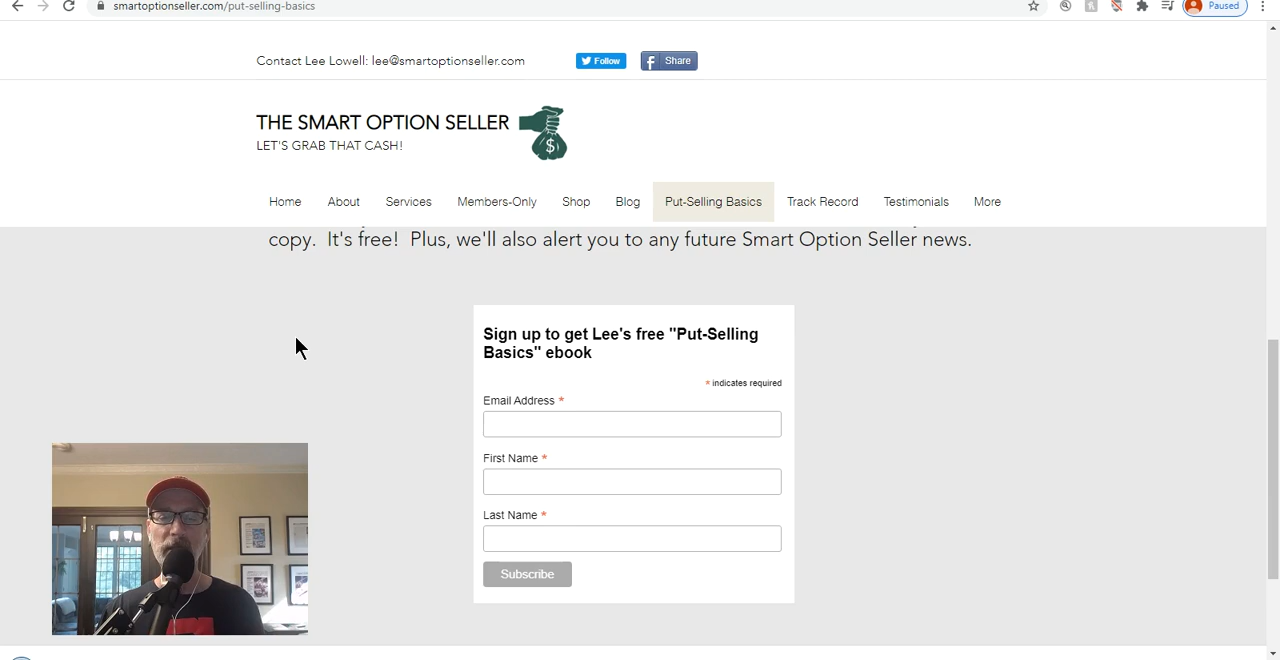 smartoptionseller.com/put-selling-basics
Paused
Contact Lee Lowell: lee@smartoptionseller.com
Follow
f Share
THE SMART OPTION SELLER
LET'S GRAB THAT CASH!
$
Home About Services Members-Only Shop Blog Put-Selling Basics Track Record Testimonials More
copy. It's free! Plus, we'll also alert you to any future Smart Option Seller news.
Sign up to get Lee's free "Put-Selling
Basics" ebook
* indicates required
Email Address *
First Name *
Last Name *
Subscribe